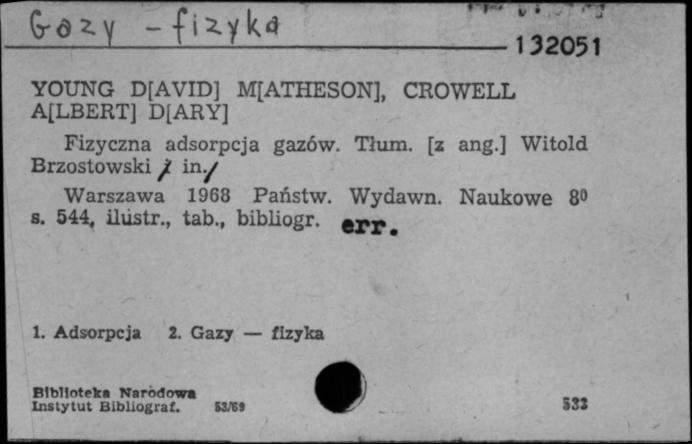 Gazy - fizyka
132051
YOUNG D[AVID] M[ATHESON], CROWELL
A[LBERT] D[ARY]
Fizyczna adsorpcja gazów. Tłum. [z ang.] Witold
Brzostowski / i in./
Warszawa 1968 Państw. Wydawn. Naukowe 8⁰
s. 544, ilustr., tab., bibliogr. err.
1. Adsorpcja 2. Gazy — fizyka
Biblioteka Narodowa
Instytut Bibliograf. 53/69 533